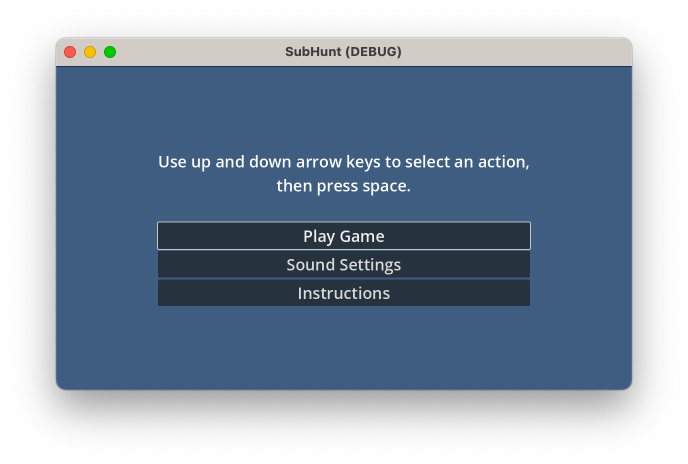 SubHunt (DEBUG)
Use up and down arrow keys to select an action,
then press space.
Play Game
Sound Settings
Instructions